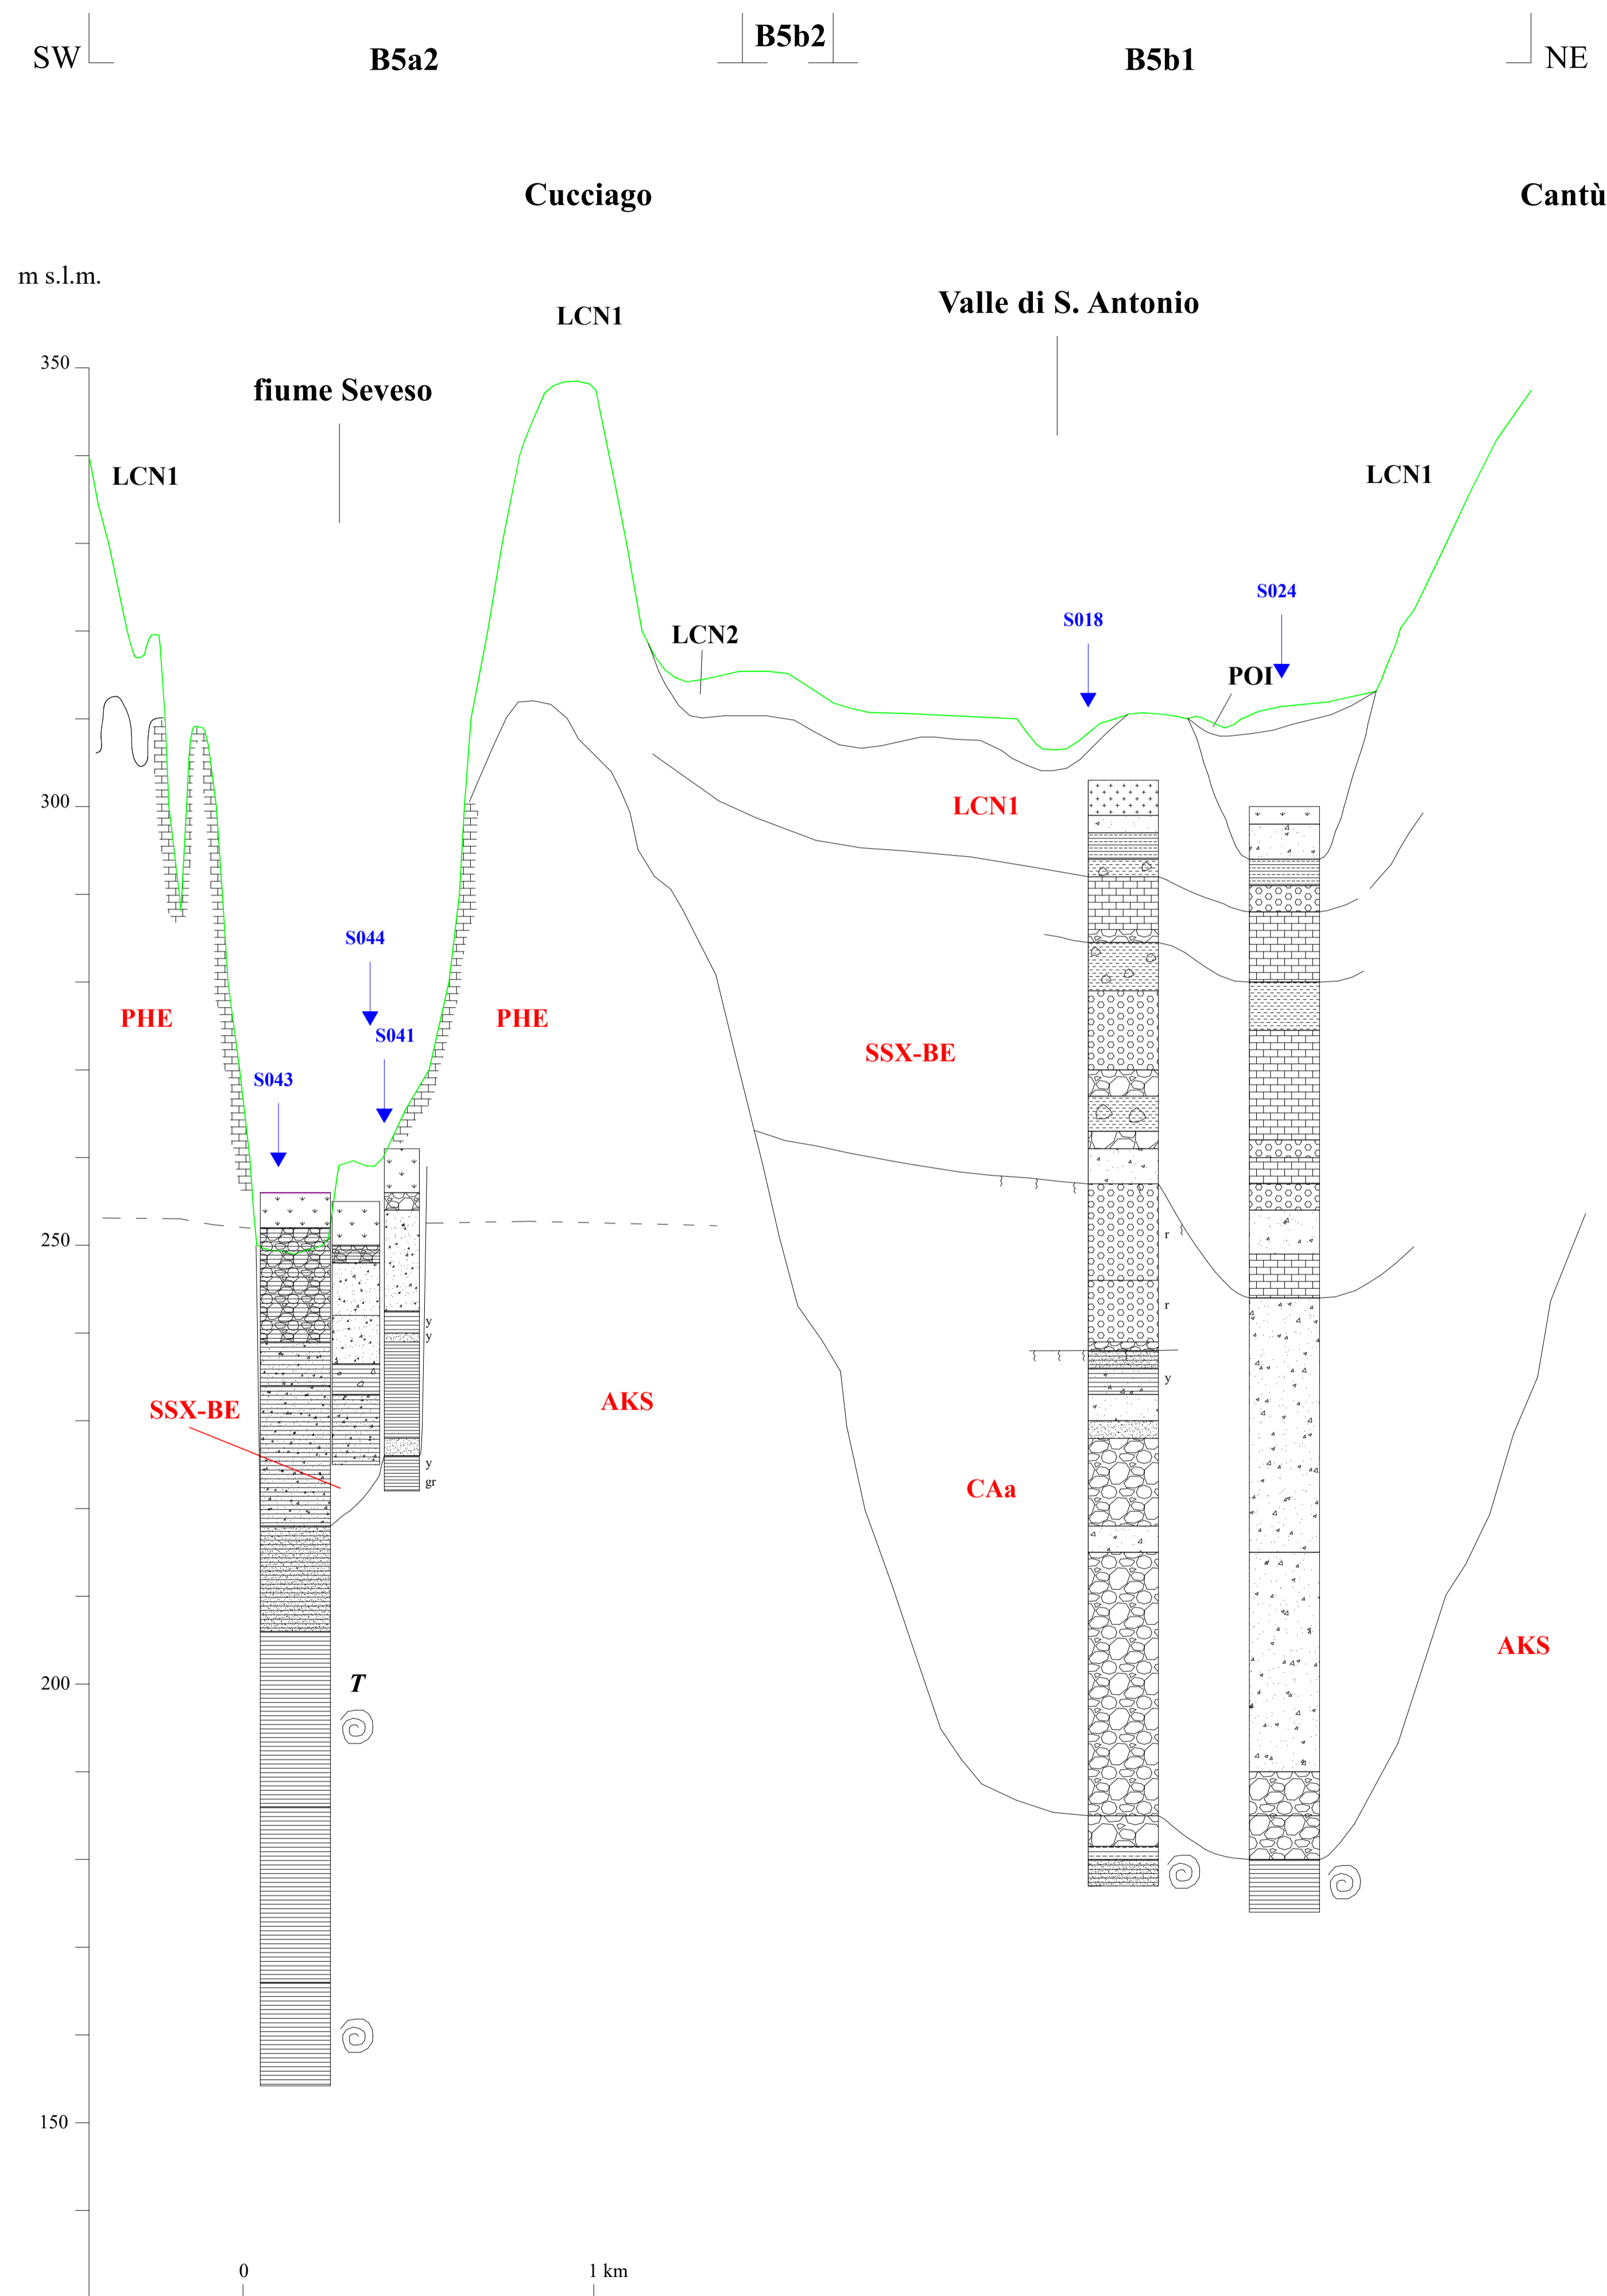 B5b2
SW
B5a2
B5b1
NE
Cucciago
Cantù
m s.l.m.
Valle di S. Antonio
LCN1
350
fiume Seveso
LCN1
LCN1
S024
S018
LCN2
POI
300
LCN1
S044
PHE
PHE
S041
SSX-BE
S043
250
r
r
y
y
y
AKS
SSX-BE
y
gr
CAa
AKS
200
T
150
0
1 km